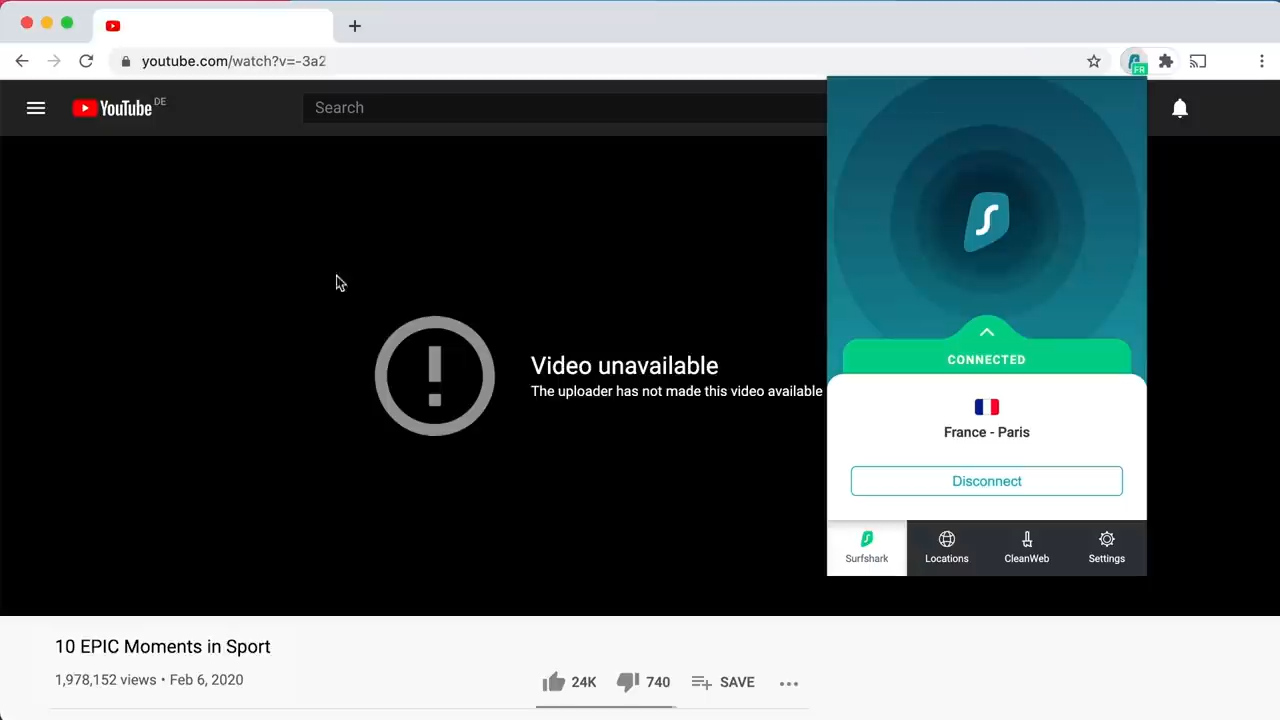 youtube.com/watch?v=-3a2
FR
YouTube DE
Search
CONNECTED
Video unavailable
The uploader has not made this video available
France - Paris
Disconnect
Surfshark
Locations
CleanWeb
Settings
10 EPIC Moments in Sport
1,978,152 views • Feb 6, 2020
24K
740
SAVE